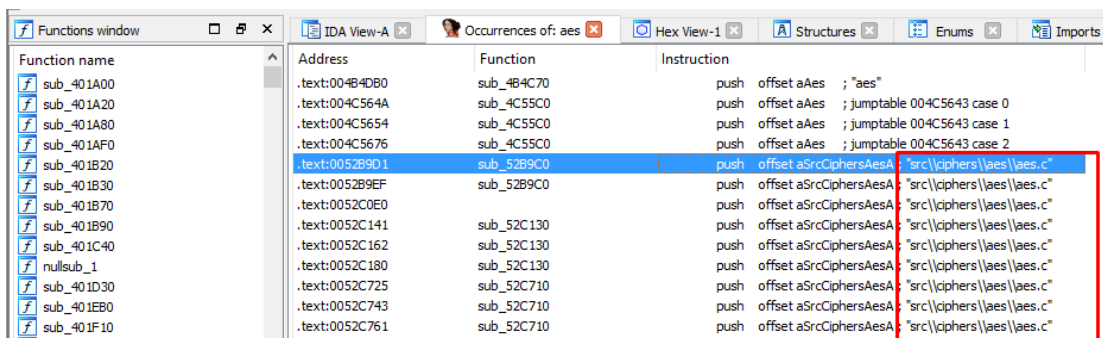 Functions window
IDA View-A Occurrences of: aes Hex View-1 Structures Enums Imports
Function name
sub_401A00
sub_401A20
sub_401A80
sub_401AF0
sub_401B20
sub_401B30
sub_401B70
sub_401B90
sub_401C40
nullsub_1
sub_401D30
sub_401EB0
sub_401F10
Address Function Instruction
.text:004B4DB0 sub_4B4C70 push offset aAes ; "aes"
.text:004C564A sub_4C55C0 push offset aAes ; jumptable 004C5643 case 0
.text:004C5654 sub_4C55C0 push offset aAes ; jumptable 004C5643 case 1
.text:004C5676 sub_4C55C0 push offset aAes ; jumptable 004C5643 case 2
.text:0052B9D1 sub_52B9C0 push offset aSrcCiphersAesA ; "src\\ciphers\\aes\\aes.c"
.text:0052B9EF sub_52B9C0 push offset aSrcCiphersAesA ; "src\\ciphers\\aes\\aes.c"
.text:0052C0E0 push offset aSrcCiphersAesA ; "src\\ciphers\\aes\\aes.c"
.text:0052C141 sub_52C130 push offset aSrcCiphersAesA ; "src\\ciphers\\aes\\aes.c"
.text:0052C162 sub_52C130 push offset aSrcCiphersAesA ; "src\\ciphers\\aes\\aes.c"
.text:0052C180 sub_52C130 push offset aSrcCiphersAesA ; "src\\ciphers\\aes\\aes.c"
.text:0052C725 sub_52C710 push offset aSrcCiphersAesA ; "src\\ciphers\\aes\\aes.c"
.text:0052C743 sub_52C710 push offset aSrcCiphersAesA ; "src\\ciphers\\aes\\aes.c"
.text:0052C761 sub_52C710 push offset aSrcCiphersAesA ; "src\\ciphers\\aes\\aes.c"